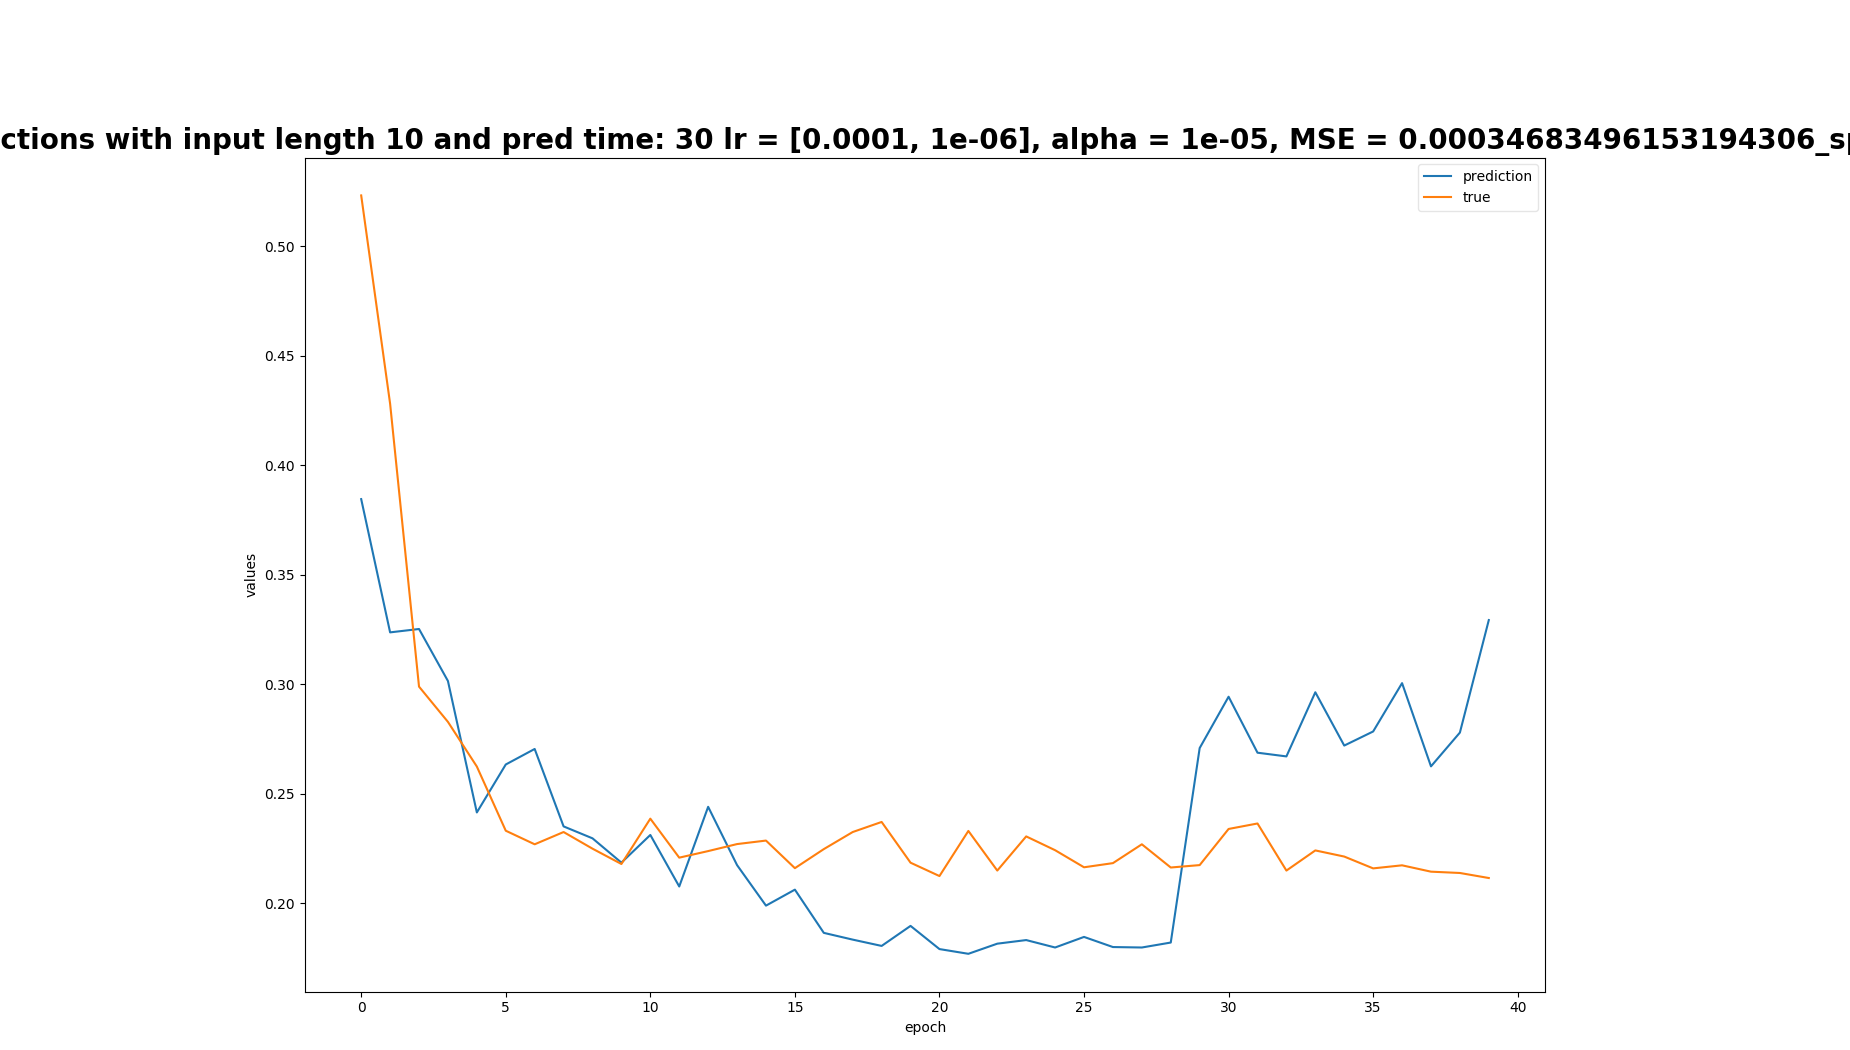 ctions with input length 10 and pred time: 30 lr = [0.0001, 1e-06], alpha = 1e-05, MSE = 0.00034683496153194306_sp
prediction
true
0.50
0.45
0.40
0.35
0.30
0.25
0.20
values
0 5 10 15 20 25 30 35 40
epoch